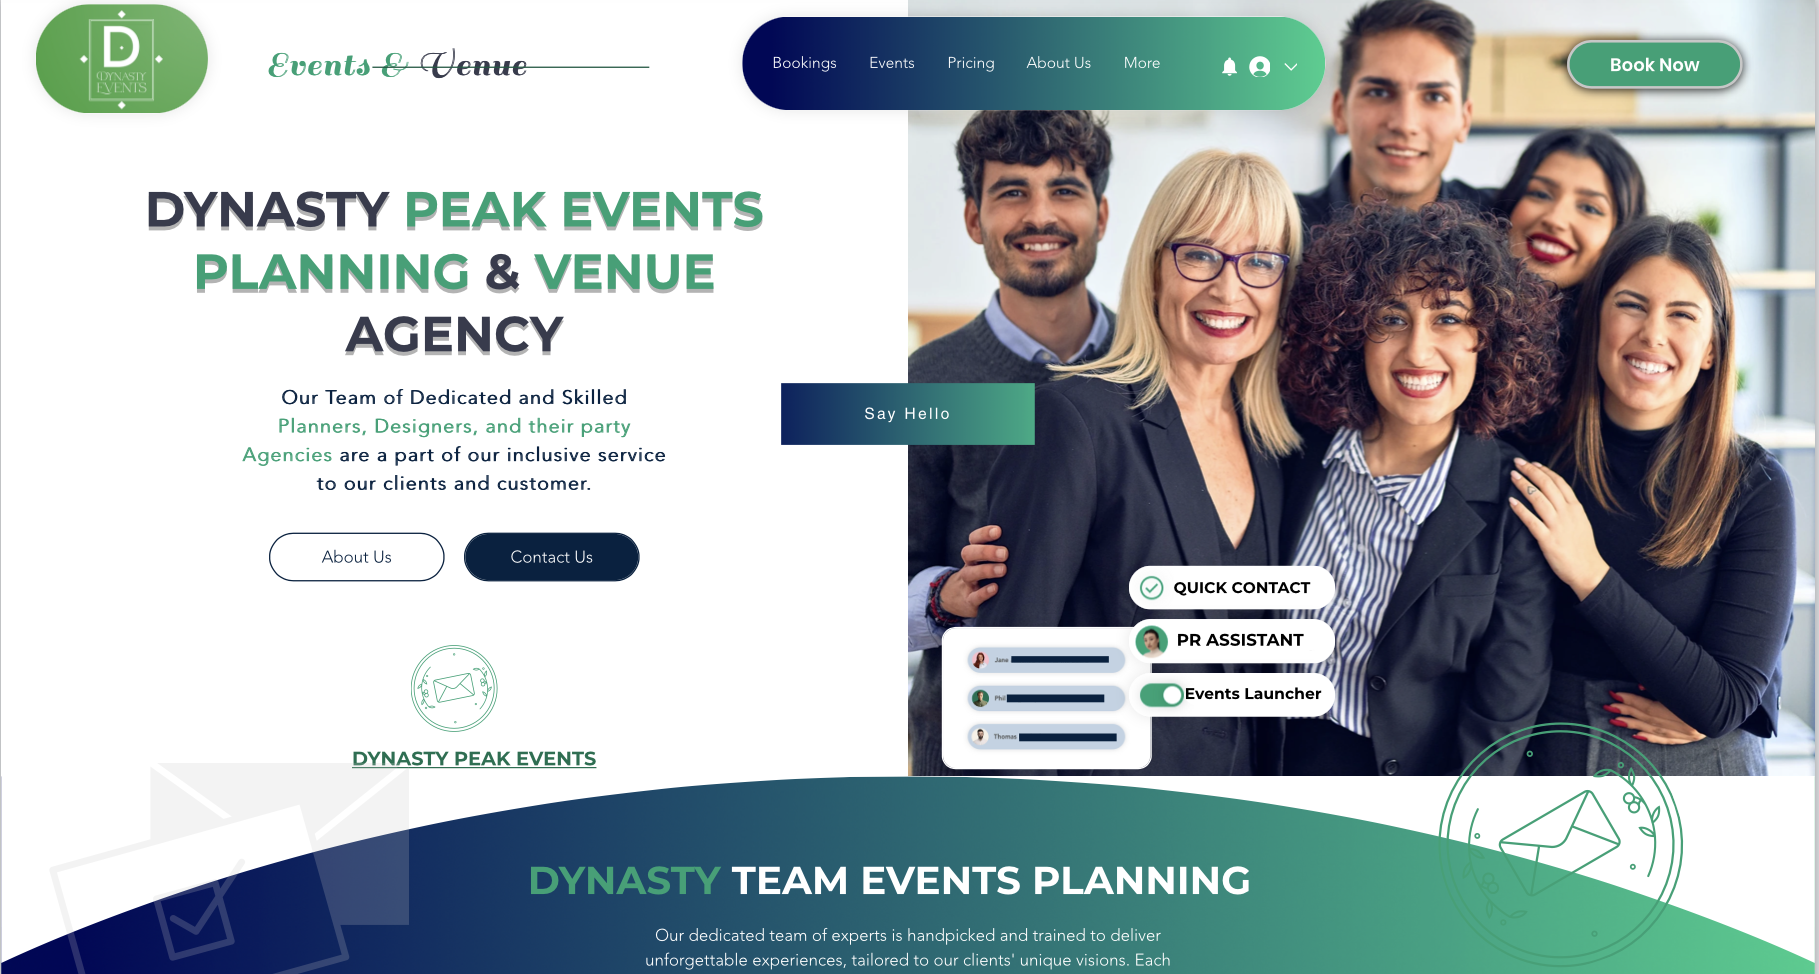 D
DYNASTY
EVENTS
Events & Venue
Bookings Events Pricing About Us More
Book Now
DYNASTY PEAK EVENTS
PLANNING & VENUE
AGENCY
Our Team of Dedicated and Skilled
Planners, Designers, and their party
Agencies are a part of our inclusive service
to our clients and customer.
Say Hello
About Us
Contact Us
QUICK CONTACT
PR ASSISTANT
Events Launcher
Jane
Phil
Thomas
DYNASTY PEAK EVENTS
DYNASTY TEAM EVENTS PLANNING
Our dedicated team of experts is handpicked and trained to deliver
unforgettable experiences, tailored to our clients' unique visions. Each